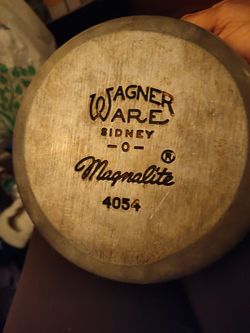 WAGNER
WARE
SIDNEY
-O-
Magnalite®
4054